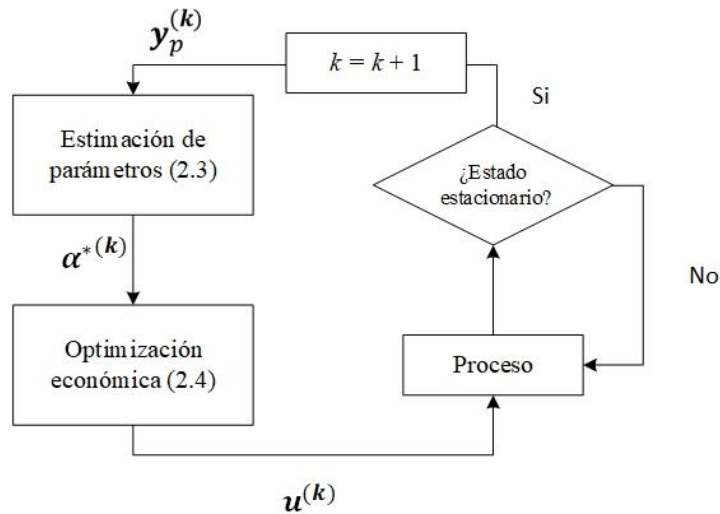 y_p^(k)
k = k + 1
Si
Estimación de
parámetros (2.3)
¿Estado
estacionario?
α*^(k)
No
Optimización
económica (2.4)
Proceso
u^(k)